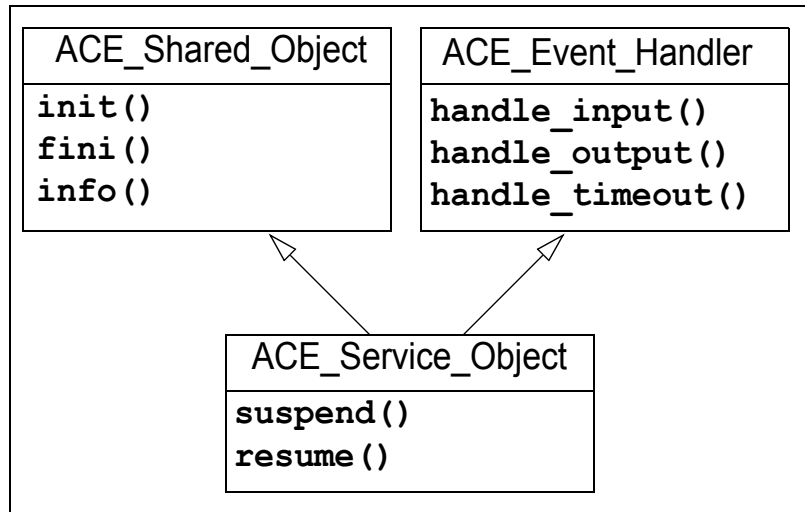 ACE_Shared_Object
init()
fini()
info()
ACE_Event_Handler
handle_input()
handle_output()
handle_timeout()
ACE_Service_Object
suspend()
resume()